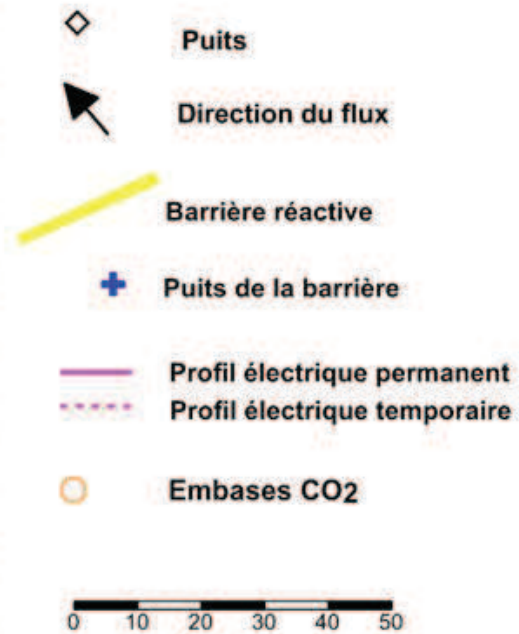 Puits
Direction du flux
Barrière réactive
Puits de la barrière
Profil électrique permanent
Profil électrique temporaire
Embases CO2
0 10 20 30 40 50